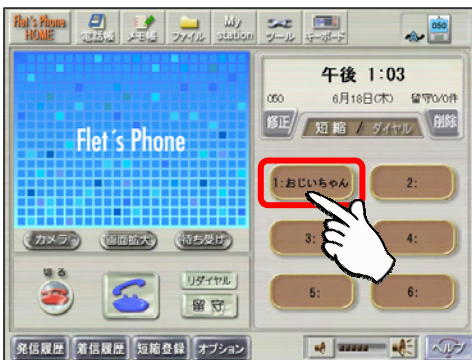 Flet's Phone
HOME
電話帳
メモ帳
ファイル
My
station
ツール
キーボード
050
午後 1:03
050 6月18日(木) 留守0/0件
修正 短縮 / ダイヤル 削除
Flet's Phone
1:おじいちゃん
2:
3:
4:
5:
6:
カメラ
画面拡大
待ち受け
切る
リダイヤル
留守
発信履歴
着信履歴
短縮登録
オプション
ヘルプ